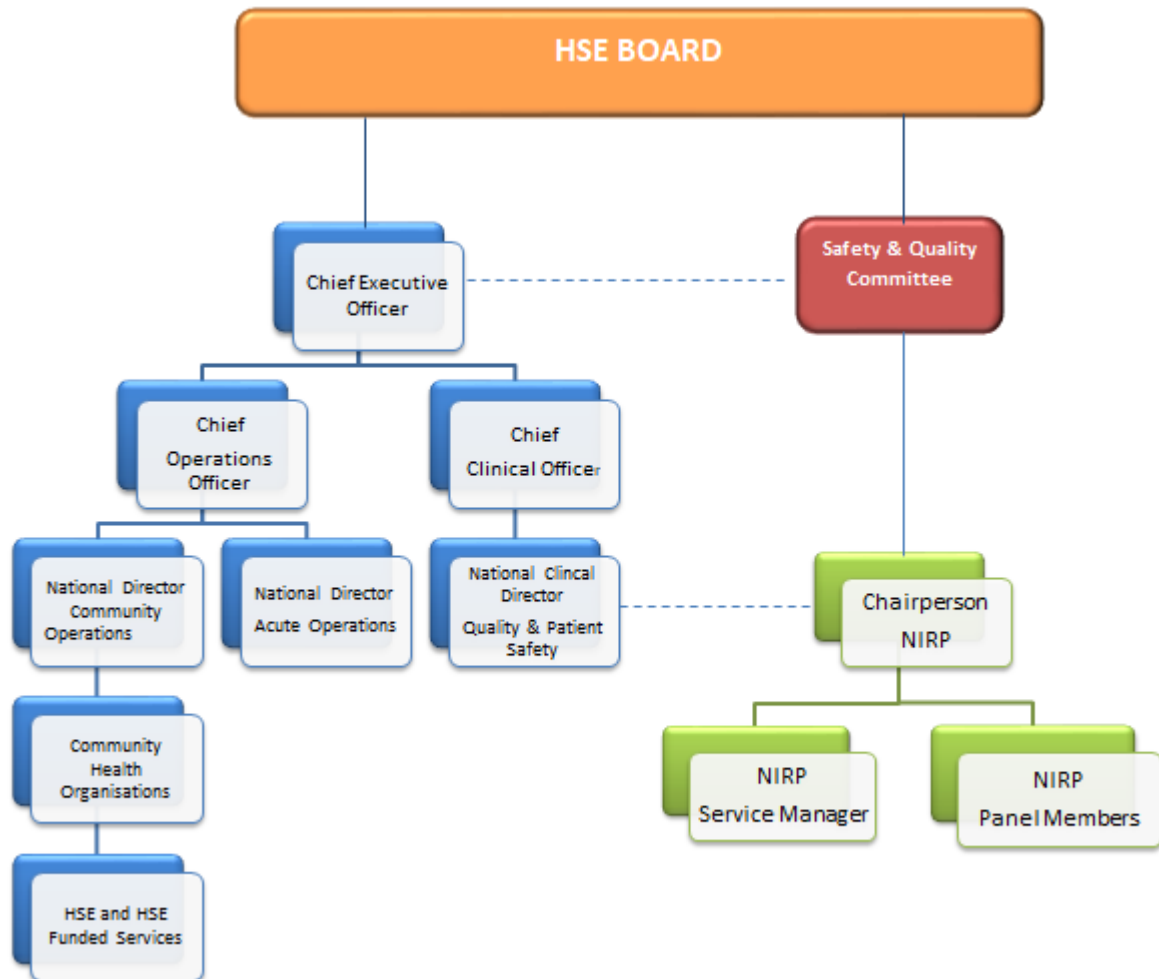 HSE BOARD
Safety & Quality
Committee
Chief Executive
Officer
Chief
Operations
Officer
Chief
Clinical Officer
National Director
Community
Operations
National Director
Acute Operations
National Clincal
Director
Quality & Patient
Safety
Chairperson
NIRP
Community
Health
Organisations
NIRP
Service Manager
NIRP
Panel Members
HSE and HSE
Funded Services